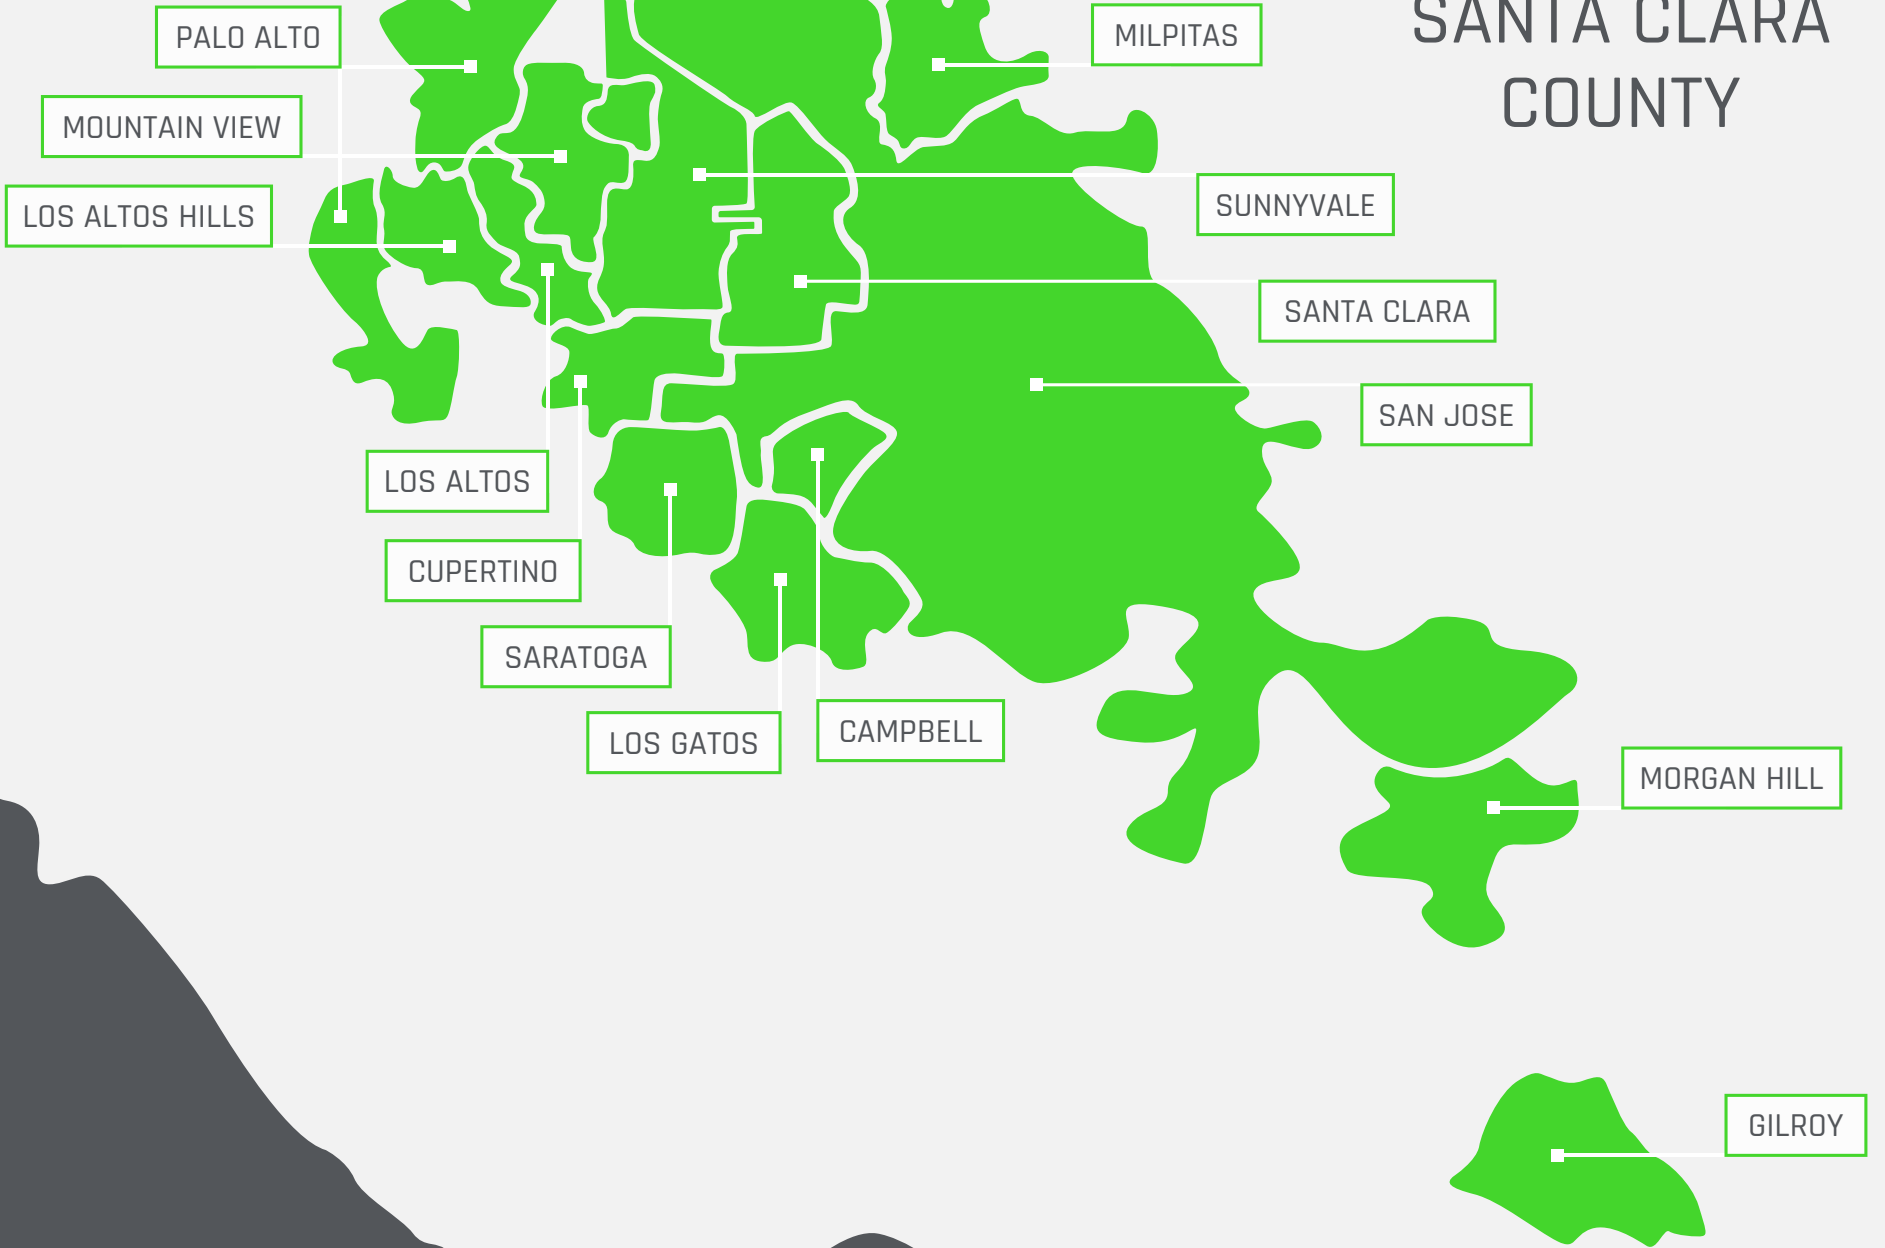 SANTA CLARA
COUNTY
PALO ALTO
MILPITAS
MOUNTAIN VIEW
LOS ALTOS HILLS
SUNNYVALE
SANTA CLARA
SAN JOSE
LOS ALTOS
CUPERTINO
SARATOGA
LOS GATOS
CAMPBELL
MORGAN HILL
GILROY